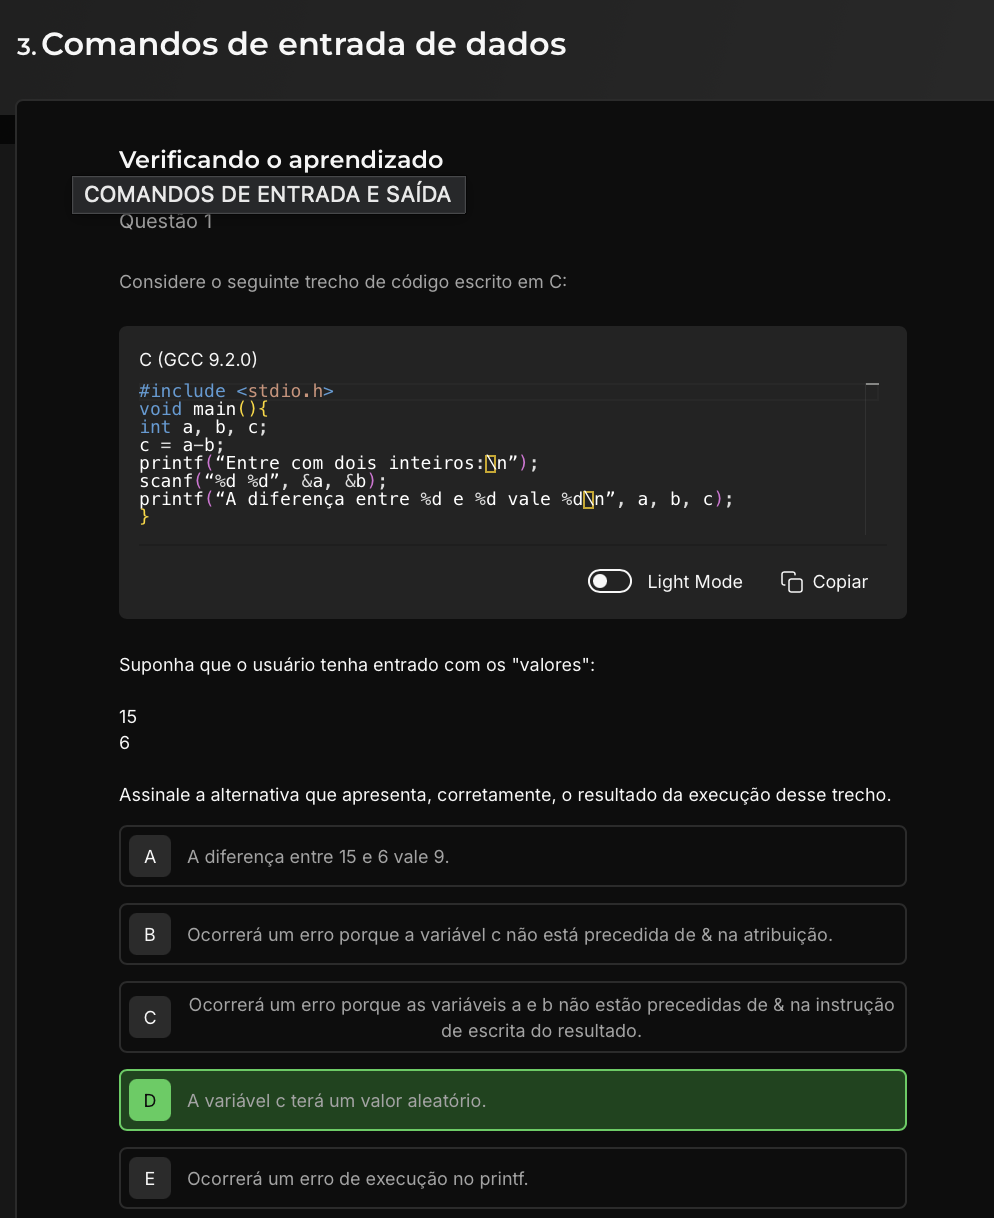 3. Comandos de entrada de dados
Verificando o aprendizado
COMANDOS DE ENTRADA E SAÍDA
Questão 1
Considere o seguinte trecho de código escrito em C:
C (GCC 9.2.0)
#include <stdio.h>
void main(){
int a, b, c;
c = a-b;
printf(“Entre com dois inteiros:\n”);
scanf(“%d %d”, &a, &b);
printf(“A diferença entre %d e %d vale %d\n”, a, b, c);
}
Light Mode
Copiar
Suponha que o usuário tenha entrado com os "valores":
15
6
Assinale a alternativa que apresenta, corretamente, o resultado da execução desse trecho.
A A diferença entre 15 e 6 vale 9.
B Ocorrerá um erro porque a variável c não está precedida de & na atribuição.
C Ocorrerá um erro porque as variáveis a e b não estão precedidas de & na instrução
de escrita do resultado.
D A variável c terá um valor aleatório.
E Ocorrerá um erro de execução no printf.